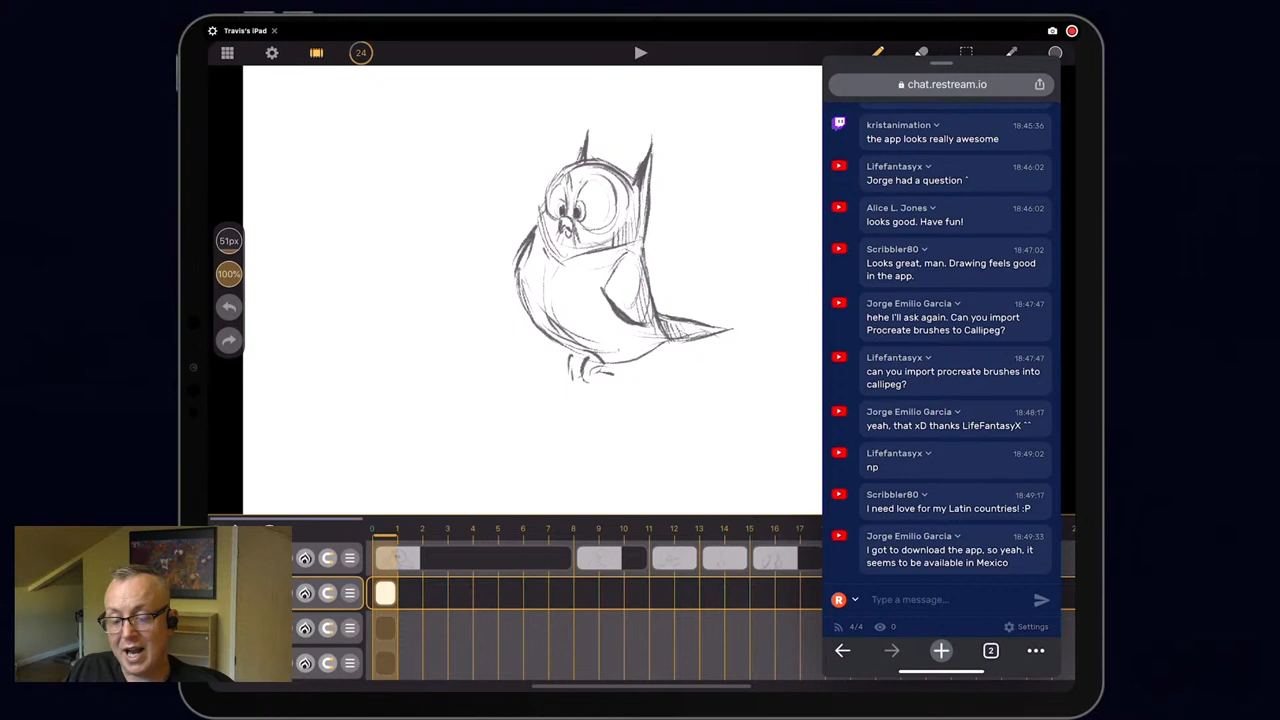 Travis's iPad
24
chat.restream.io
kristanimation 18:45:36
the app looks really awesome
Lifefantasyx 18:46:02
Jorge had a question ˆ
Alice L. Jones 18:46:02
looks good. Have fun!
Scribbler80 18:47:02
Looks great, man. Drawing feels good
in the app.
Jorge Emilio Garcia 18:47:47
hehe I'll ask again. Can you import
Procreate brushes to Callipeg?
Lifefantasyx 18:47:47
can you import procreate brushes into
callipeg?
Jorge Emilio Garcia 18:48:17
yeah, that xD thanks LifeFantasyX ^^
Lifefantasyx 18:49:02
np
Scribbler80 18:49:17
I need love for my Latin countries! :P
Jorge Emilio Garcia 18:49:33
I got to download the app, so yeah, it
seems to be available in Mexico
R Type a message...
4/4 0 Settings
2
51px
100%
0 1 2 3 4 5 6 7 8 9 10 11 12 13 14 15 16 17